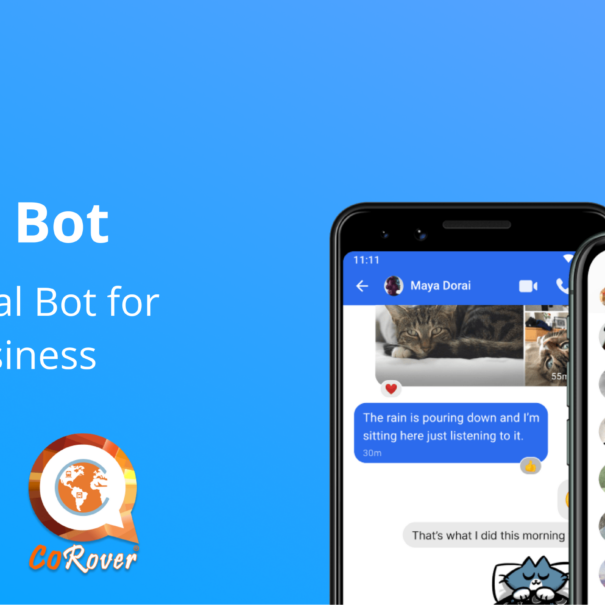 Bot
al Bot for
siness
CoRover
11:11
Maya Dorai
55m
The rain is pouring down and I'm
sitting here just listening to it.
30m
That's what I did this morning